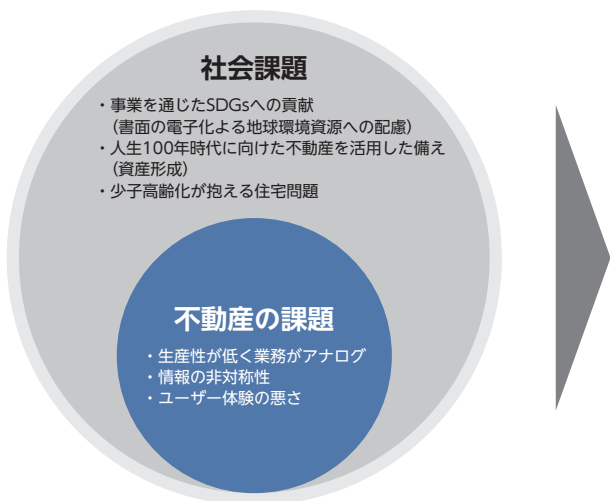 社会課題
・事業を通じたSDGsへの貢献
（書面の電子化よる地球環境資源への配慮）
・人生100年時代に向けた不動産を活用した備え
（資産形成）
・少子高齢化が抱える住宅問題
不動産の課題
・生産性が低く業務がアナログ
・情報の非対称性
・ユーザー体験の悪さ